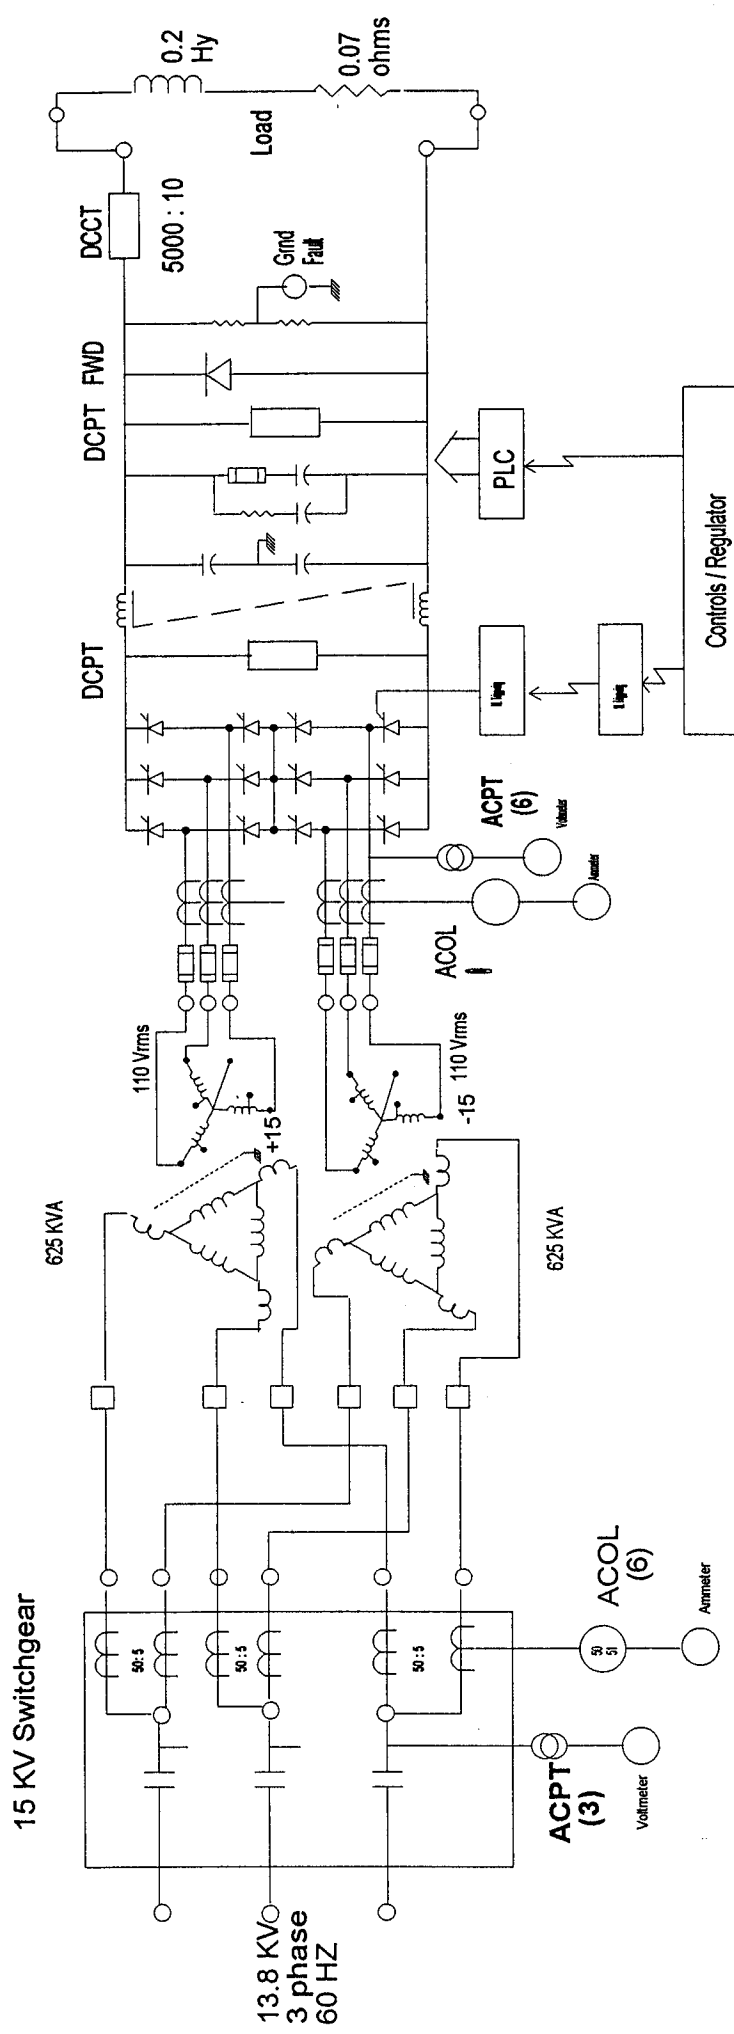 15 KV Switchgear
13.8 KV
3 phase
60 HZ
50 : 5
50 : 5
50 : 5
ACPT
(3)
Voltmeter
50
51
ACOL
(6)
Ammeter
625 KVA
625 KVA
+15
-15
110 Vrms
110 Vrms
ACOL
ACPT
(6)
Voltmeter
Ammeter
DCPT
DCPT
FWD
Grnd
Fault
DCCT
5000 : 10
Load
0.2
Hy
0.07
ohms
PLC
Controls / Regulator